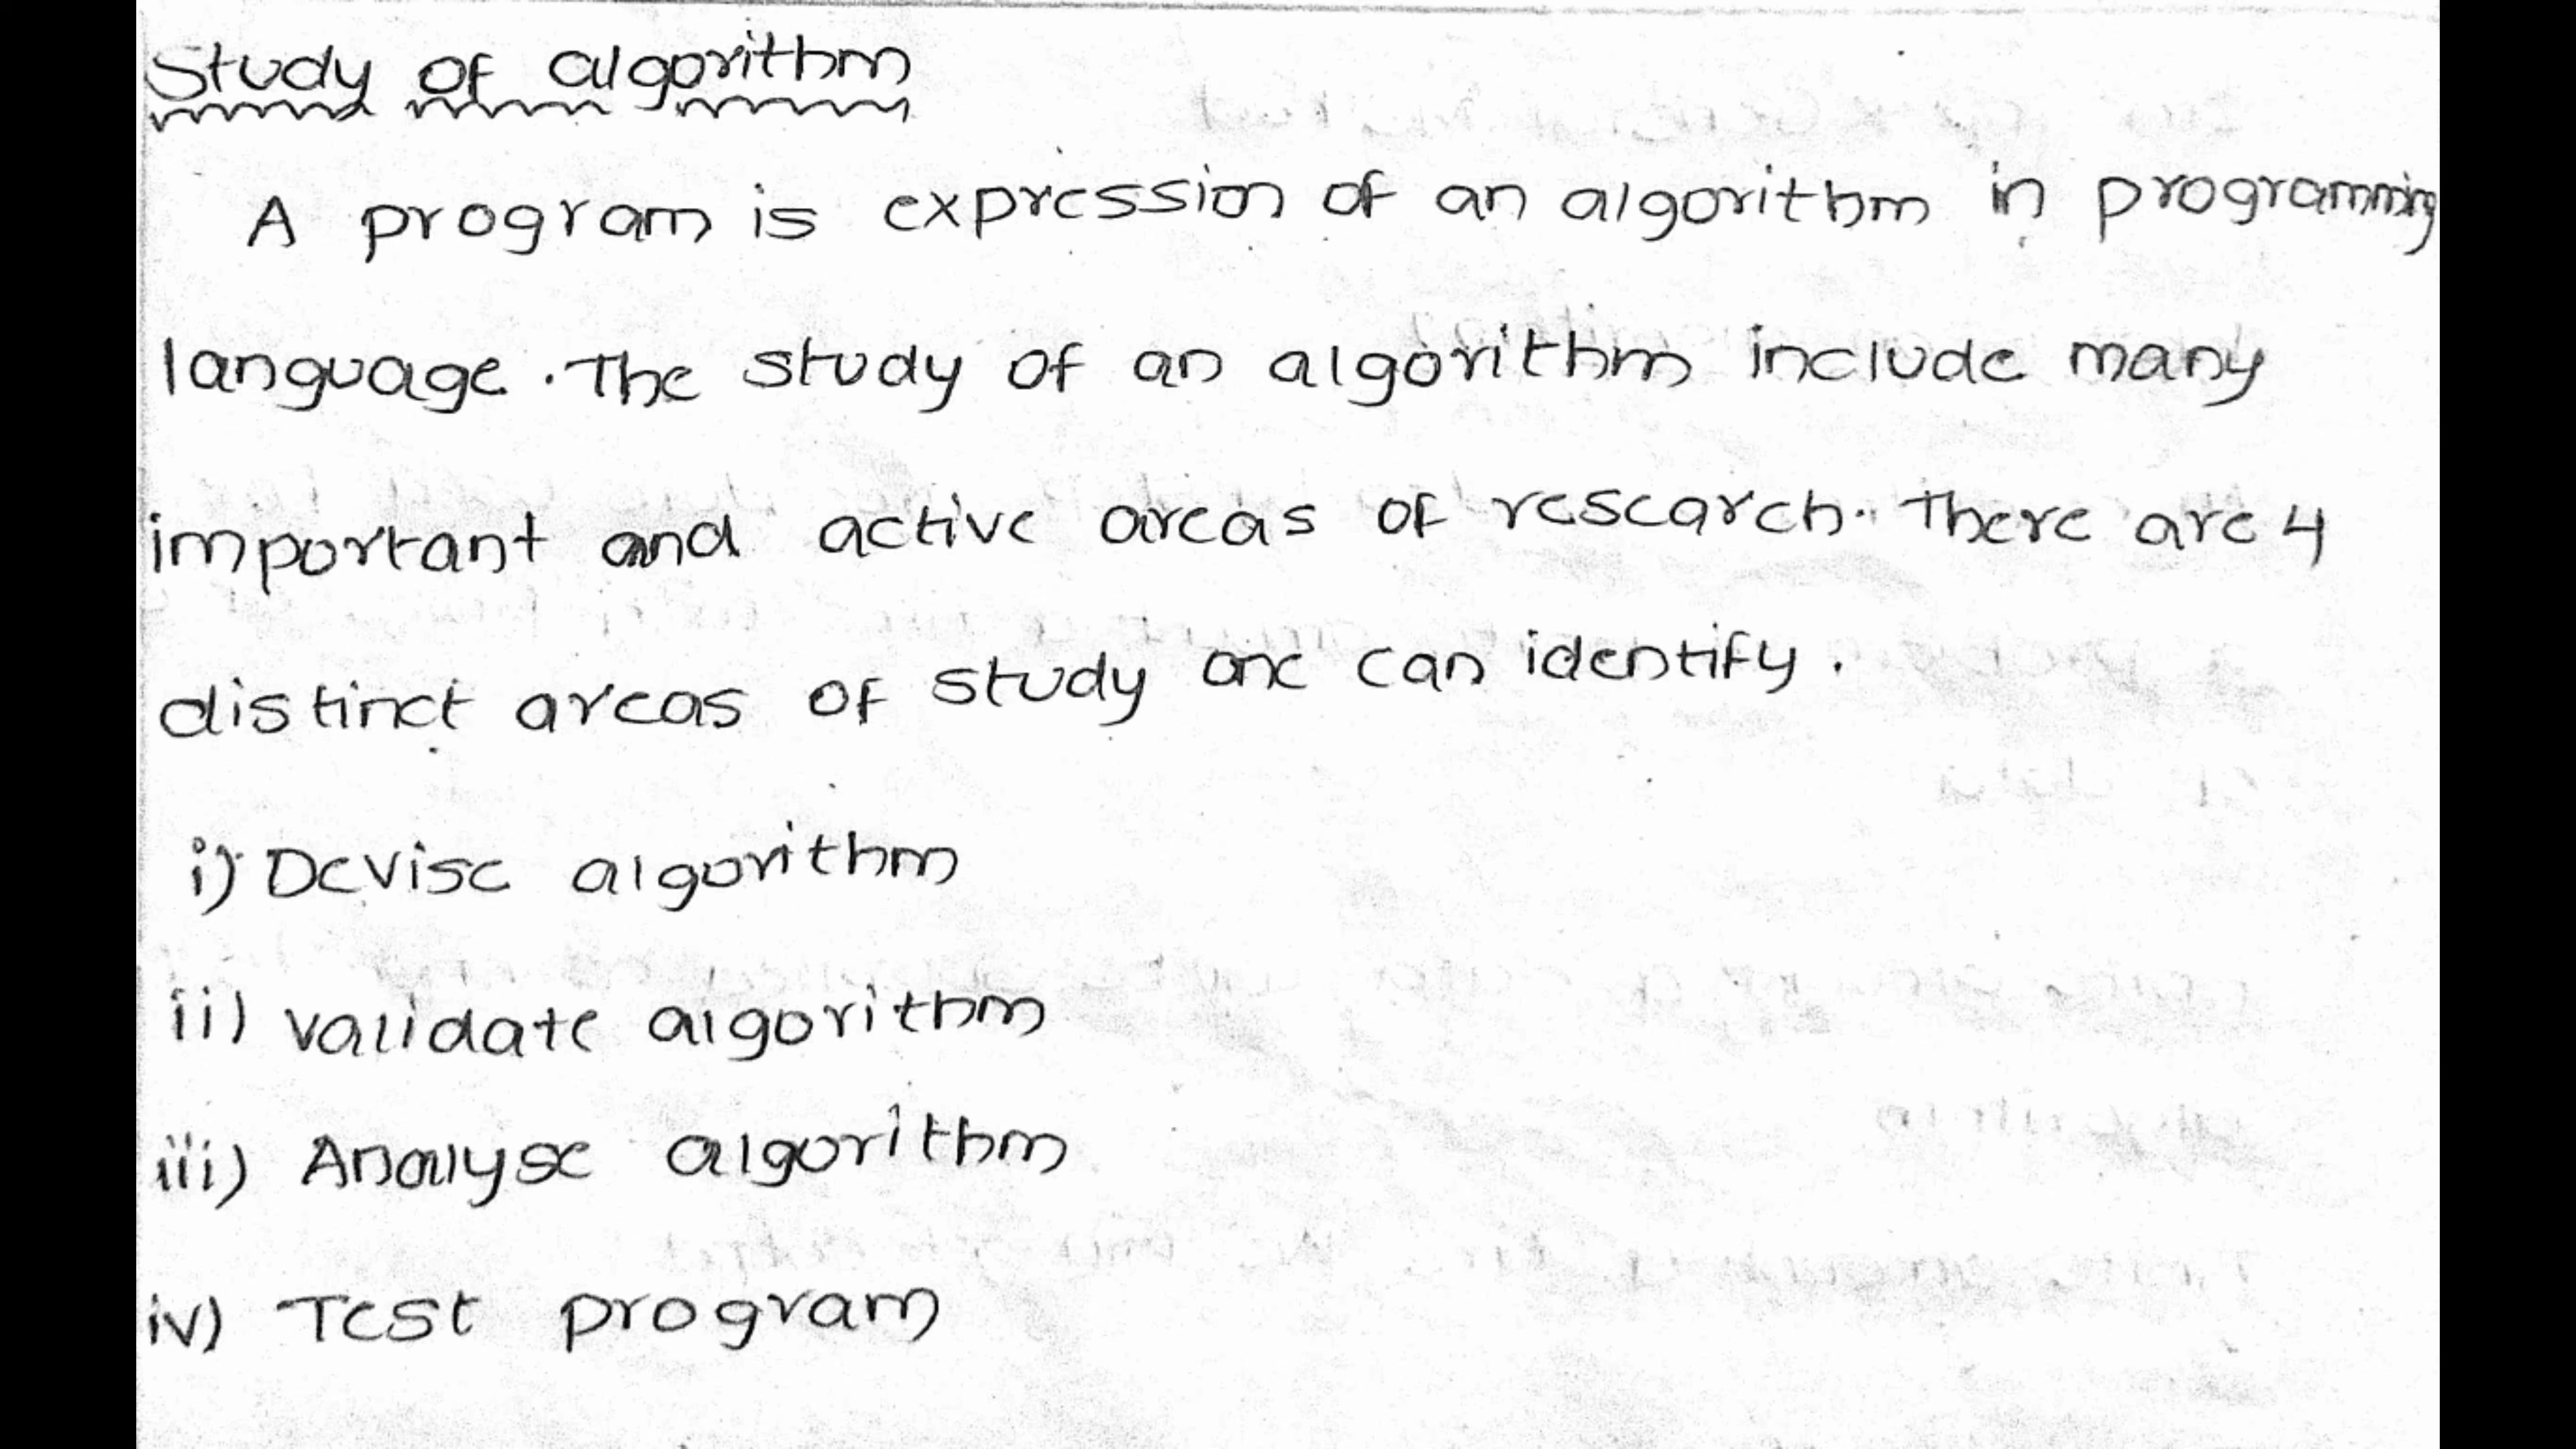 Study of algorithm
A program is expression of an algorithm in programming
language. The study of an algorithm include many
important and active areas of research. There are 4
distinct areas of study one can identify.
i) Devise algorithm
ii) validate algorithm
iii) Analyse algorithm
iv) Test program